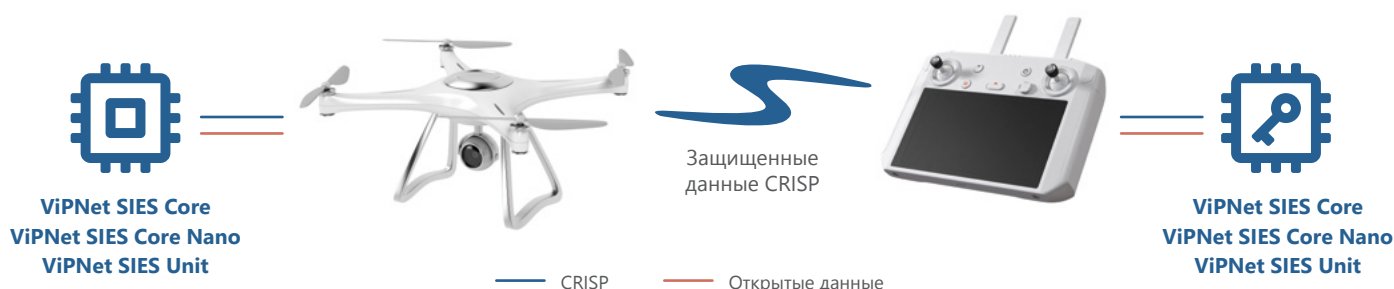 Защищенные
данные CRISP
ViPNet SIES Core
ViPNet SIES Core Nano
ViPNet SIES Unit
ViPNet SIES Core
ViPNet SIES Core Nano
ViPNet SIES Unit
CRISP
Открытые данные